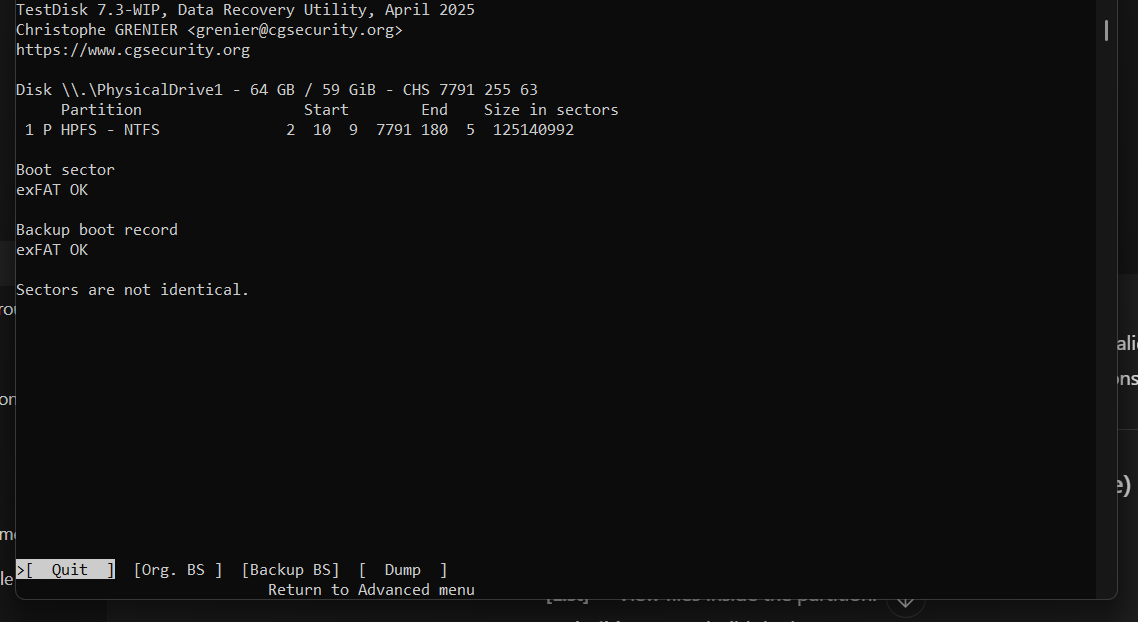 TestDisk 7.3-WIP, Data Recovery Utility, April 2025
Christophe GRENIER <grenier@cgsecurity.org>
https://www.cgsecurity.org
Disk \\.\PhysicalDrive1 - 64 GB / 59 GiB - CHS 7791 255 63
Partition Start End Size in sectors
1 P HPFS - NTFS 2 10 9 7791 180 5 125140992
Boot sector
exFAT OK
Backup boot record
exFAT OK
Sectors are not identical.
>[ Quit ] [Org. BS ] [Backup BS] [ Dump ]
Return to Advanced menu